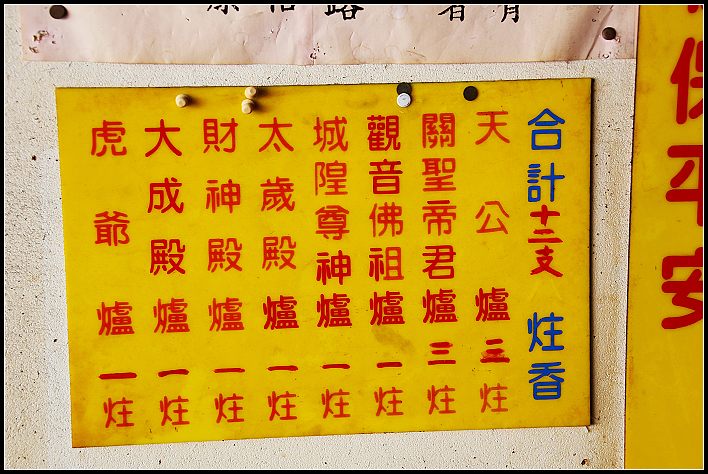 合計十二支 炷香
天公爐三炷
關聖帝君爐三炷
觀音佛祖爐一炷
城隍尊神爐一炷
太歲殿爐一炷
財神殿爐一炷
大成殿爐一炷
虎爺爐一炷
保平安